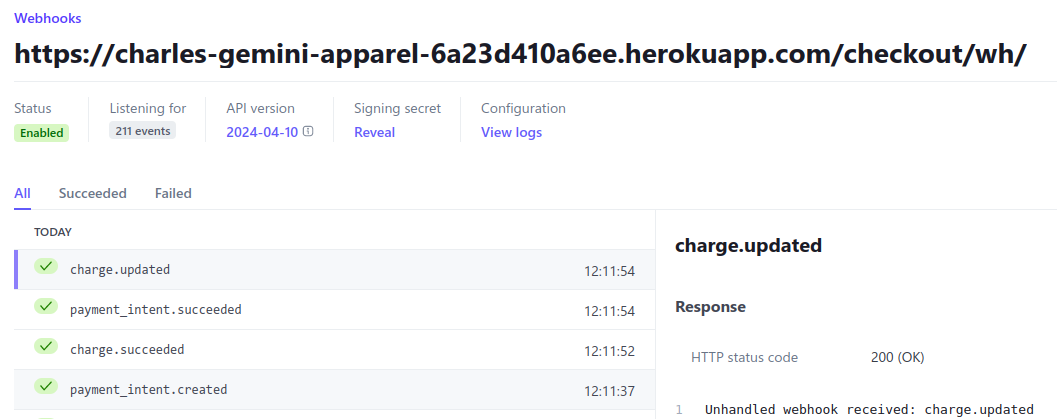 Webhooks
https://charles-gemini-apparel-6a23d410a6ee.herokuapp.com/checkout/wh/
Status Listening for API version Signing secret Configuration
Enabled 211 events 2024-04-10 Reveal View logs
All Succeeded Failed
TODAY
charge.updated 12:11:54
payment_intent.succeeded 12:11:54
charge.succeeded 12:11:52
payment_intent.created 12:11:37
charge.updated
Response
HTTP status code 200 (OK)
1 Unhandled webhook received: charge.updated